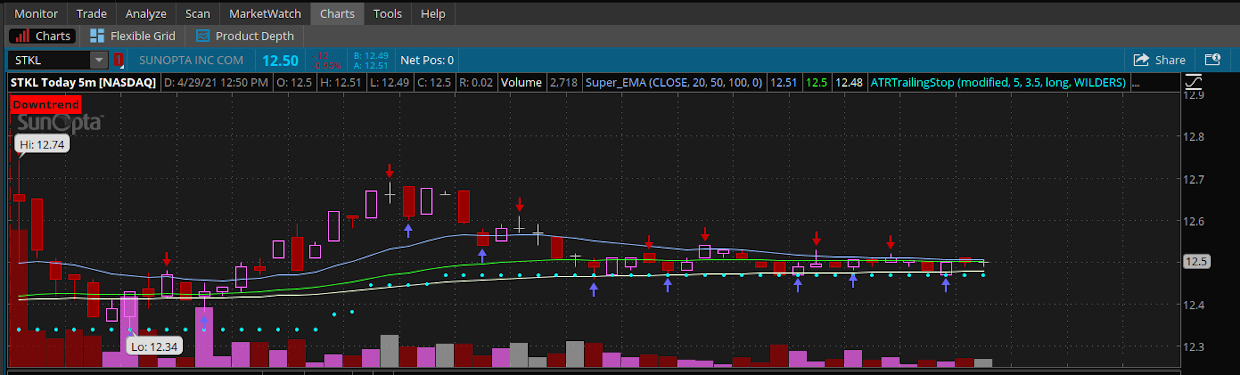 Monitor Trade Analyze Scan MarketWatch Charts Tools Help
Charts Flexible Grid Product Depth
STKL 1 SUNOPTA INC COM 12.50 B: 12.49 A: 12.51 Net Pos: 0 Share
STKL Today 5m [NASDAQ] D: 4/29/21 12:50 PM O: 12.5 H: 12.51 L: 12.49 C: 12.5 R: 0.02 Volume 2,718 Super_EMA (CLOSE, 20, 50, 100, 0) 12.51 12.5 12.48 ATRTrailingStop (modified, 5, 3.5, long, WILDERS) ...
12.9
Downtrend
SunOpta
12.8
Hi: 12.74
12.7
12.6
12.5
12.4
Lo: 12.34
12.3